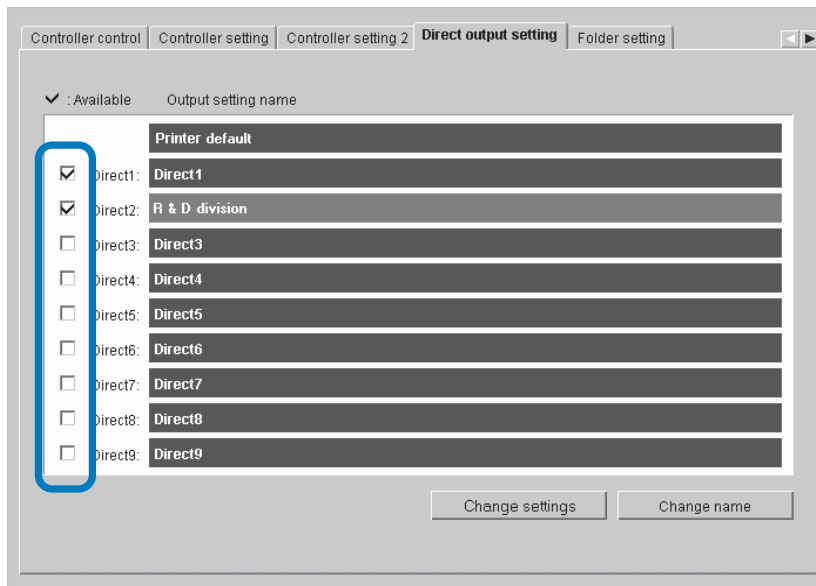 Controller control Controller setting Controller setting 2 Direct output setting Folder setting
✓ : Available Output setting name
Printer default
Direct1: Direct1
Direct2: R & D division
Direct3: Direct3
Direct4: Direct4
Direct5: Direct5
Direct6: Direct6
Direct7: Direct7
Direct8: Direct8
Direct9: Direct9
Change settings Change name